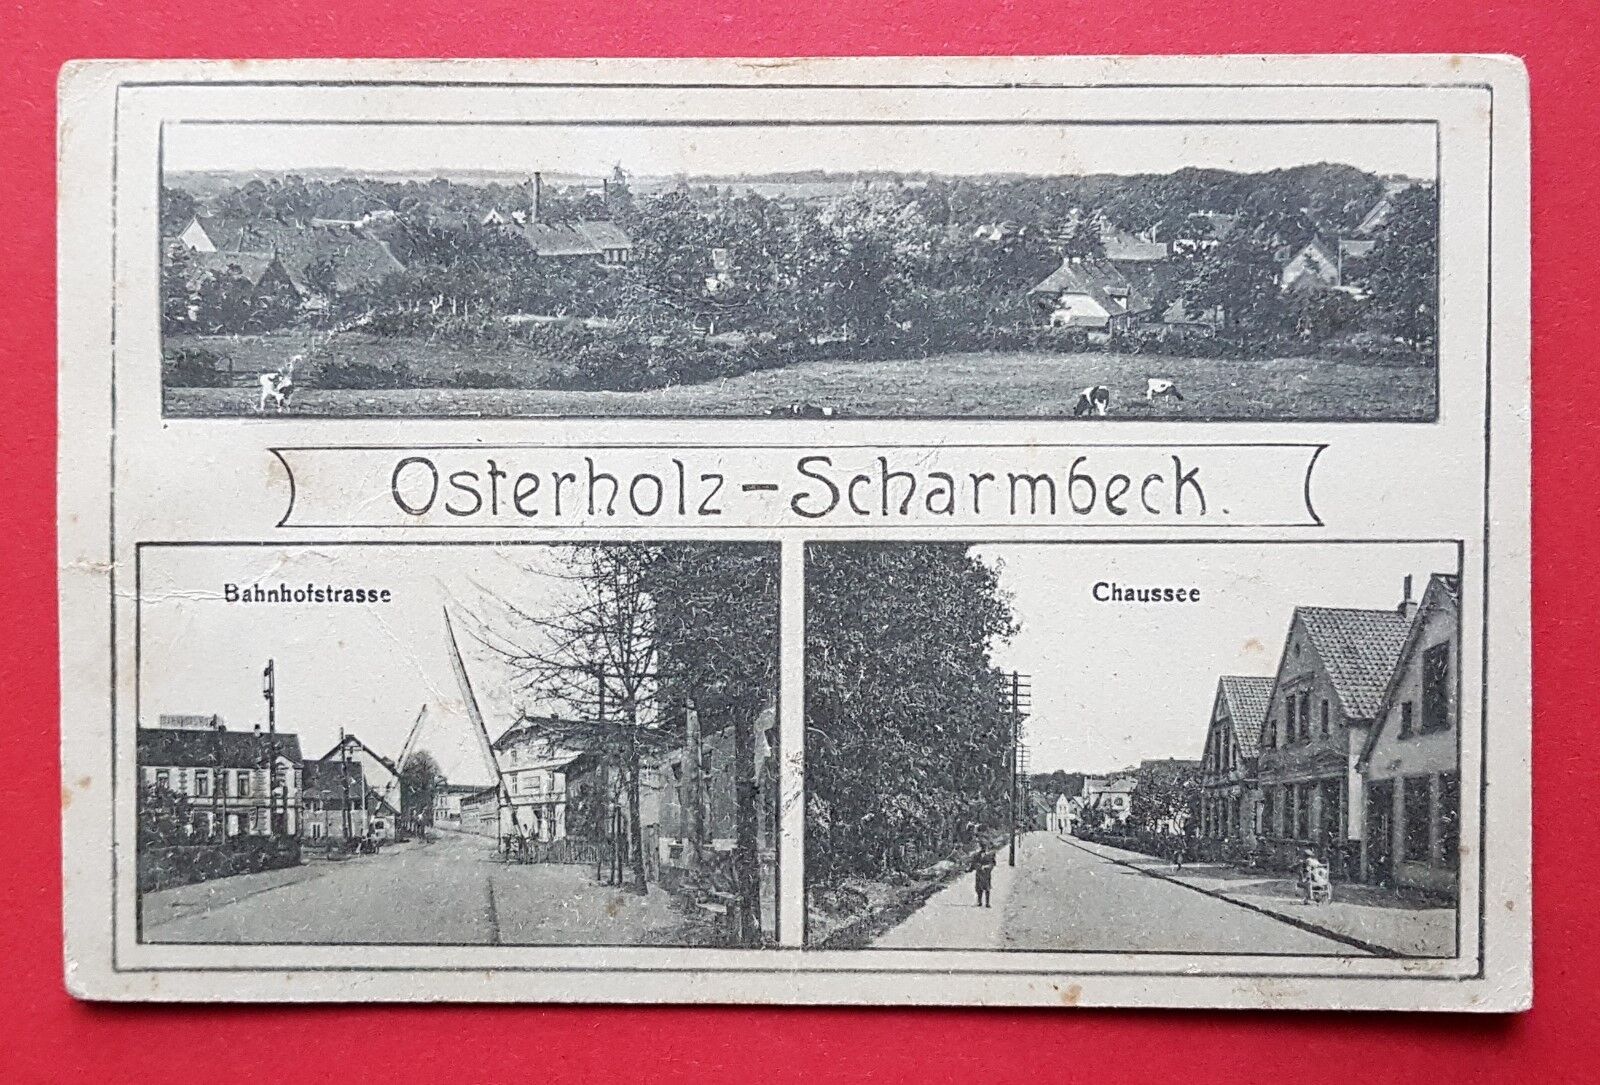 Osterholz-Scharmbeck.
Bahnhofstrasse
Chaussee